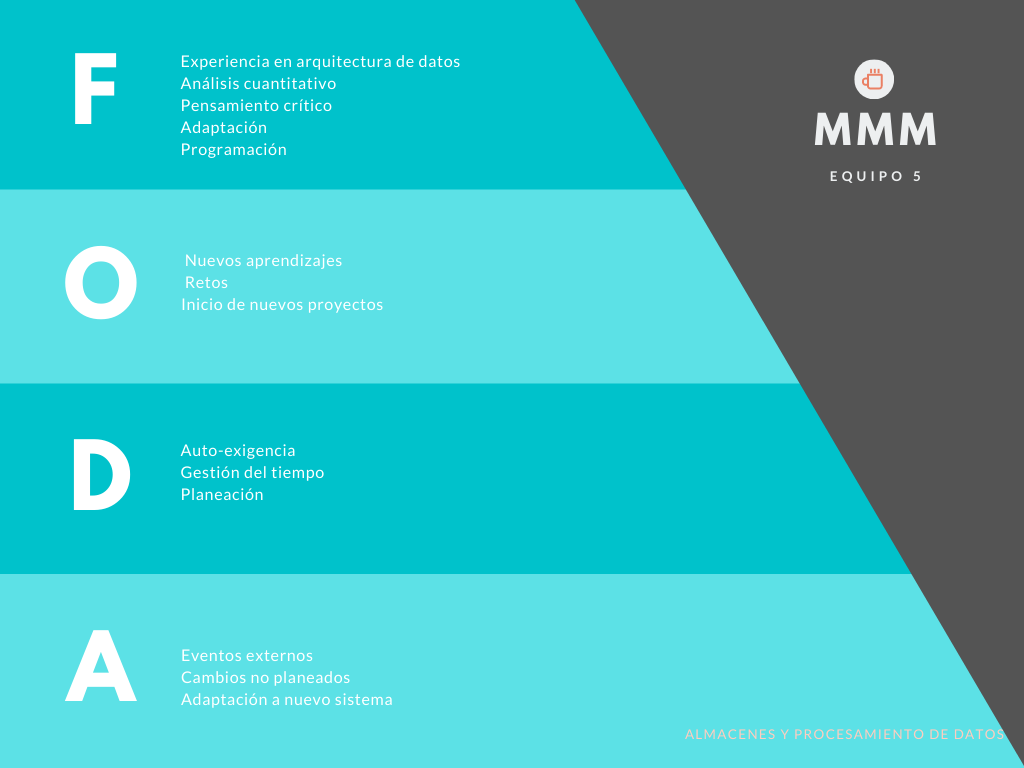 F
Experiencia en arquitectura de datos
Análisis cuantitativo
Pensamiento crítico
Adaptación
Programación
MMM
EQUIPO 5
O
Nuevos aprendizajes
Retos
Inicio de nuevos proyectos
D
Auto-exigencia
Gestión del tiempo
Planeación
A
Eventos externos
Cambios no planeados
Adaptación a nuevo sistema
ALMACENES Y PROCESAMIENTO DE DATOS